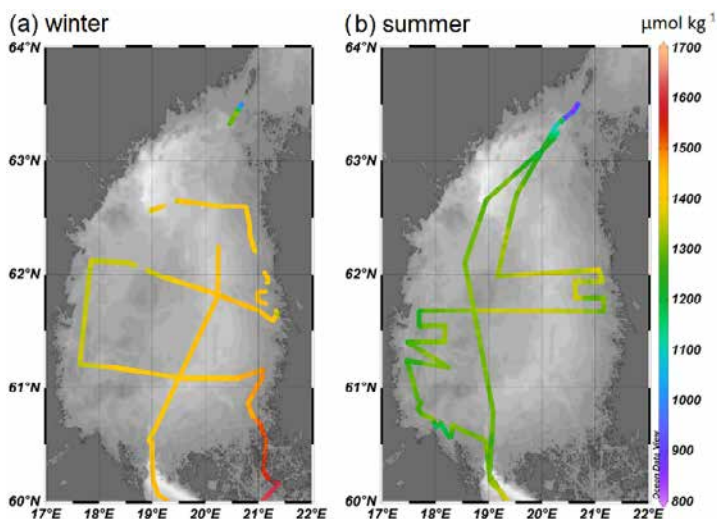 (a) winter
(b) summer
μmol kg⁻¹
64°N
63°N
62°N
61°N
60°N
17°E 18°E 19°E 20°E 21°E 22°E
64°N
63°N
62°N
61°N
60°N
17°E 18°E 19°E 20°E 21°E 22°E
1700
1600
1500
1400
1300
1200
1100
1000
900
800
Ocean Data View